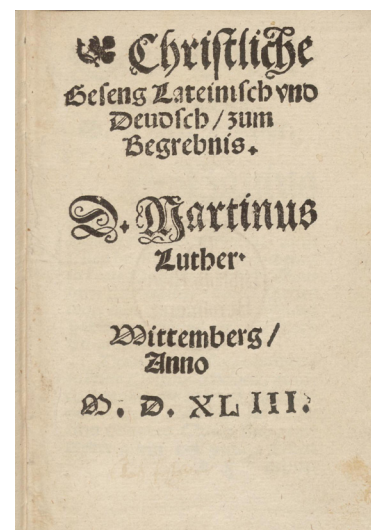 Christliche
Geseng Lateinisch vnd
Deudsch / zum
Begrebnis.
D. Martinus
Luther.
Wittemberg /
Anno
M. D. XLIII.